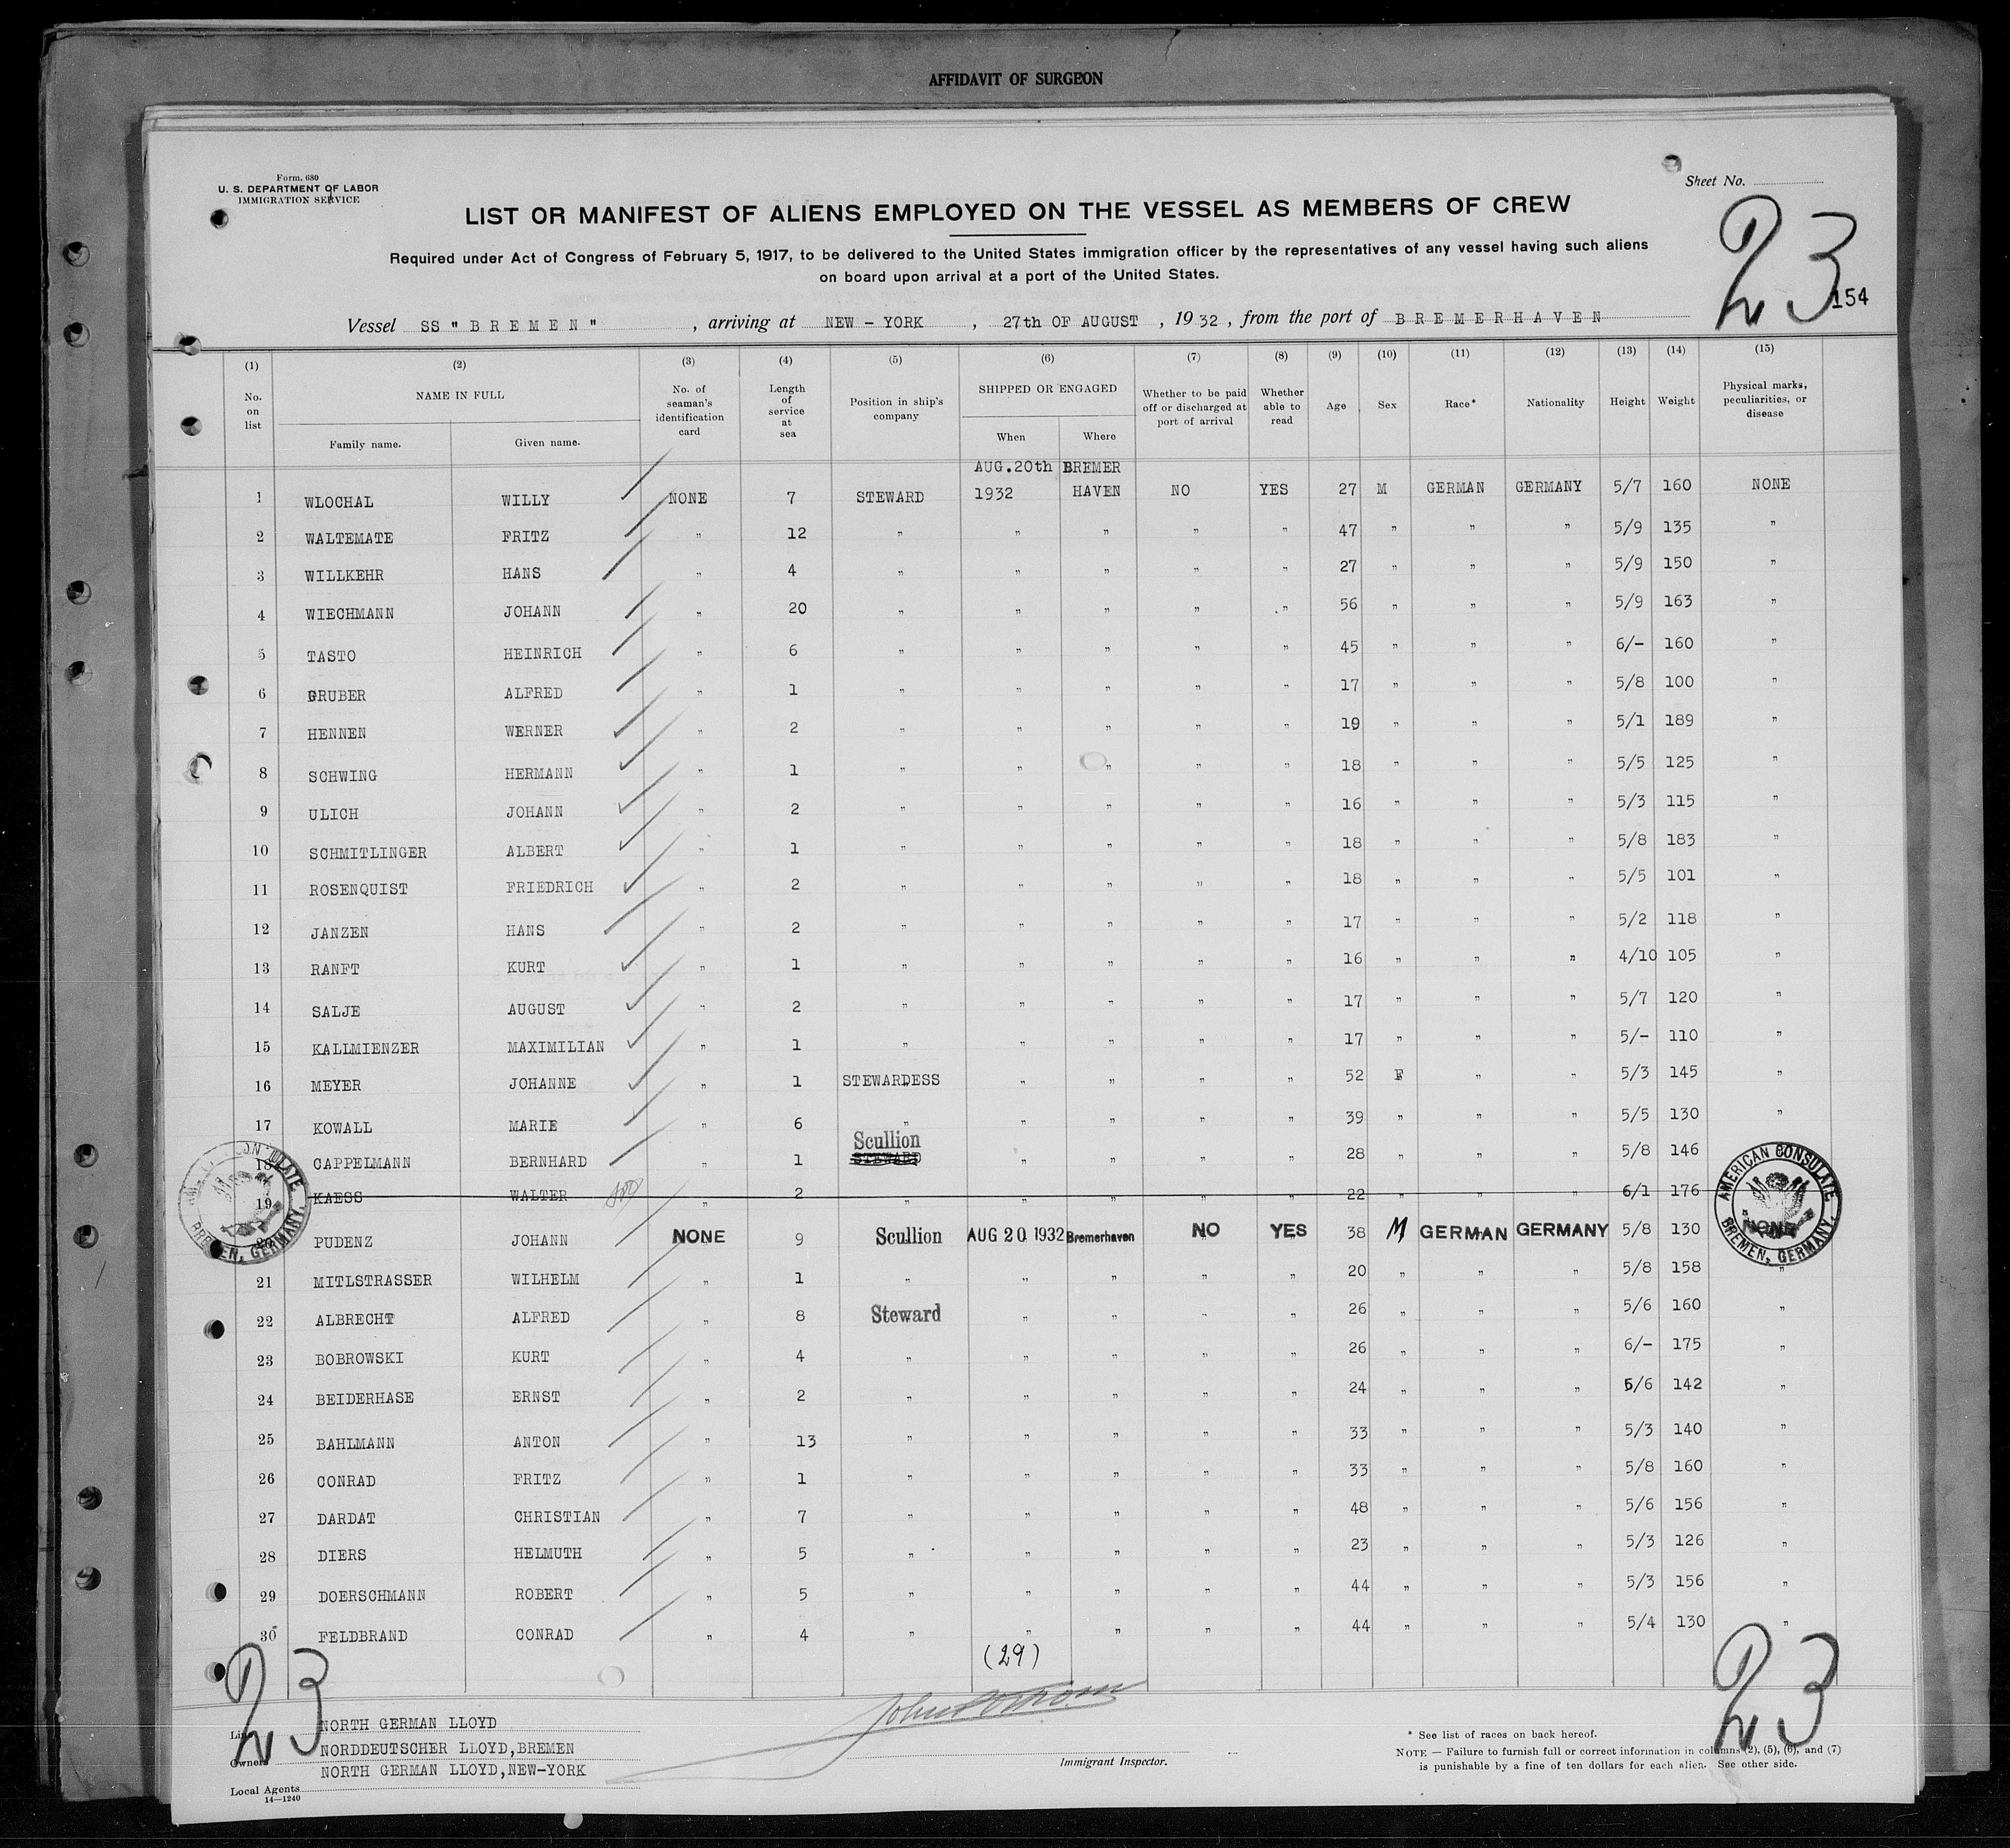 AFFIDAVIT OF SURGEON
Form. 680
U. S. DEPARTMENT OF LABOR
IMMIGRATION SERVICE
Sheet No.
23
154
LIST OR MANIFEST OF ALIENS EMPLOYED ON THE VESSEL AS MEMBERS OF CREW
Required under Act of Congress of February 5, 1917, to be delivered to the United States immigration officer by the representatives of any vessel having such aliens
on board upon arrival at a port of the United States.
Vessel SS "BREMEN" , arriving at NEW - YORK , 27th OF AUGUST , 1932 , from the port of BREMERHAVEN
(1) (2) (3) (4) (5) (6) (7) (8) (9) (10) (11) (12) (13) (14) (15)
No. on list NAME IN FULL Family name. Given name. No. of seaman's identification card Length of service at sea Position in ship's company SHIPPED OR ENGAGED When Where Whether to be paid off or discharged at port of arrival Whether able to read Age Sex Race* Nationality Height Weight Physical marks, peculiarities, or disease
AUG.20th BREMER
1 WLOCHAL WILLY NONE 7 STEWARD 1932 HAVEN NO YES 27 M GERMAN GERMANY 5/7 160 NONE
2 WALTEMATE FRITZ " 12 " " " " " 47 " " " 5/9 135 "
3 WILLKEHR HANS " 4 " " " " " 27 " " " 5/9 150 "
4 WIECHMANN JOHANN " 20 " " " " " 56 " " " 5/9 163 "
5 TASTO HEINRICH " 6 " " " " " 45 " " " 6/- 160 "
6 GRUBER ALFRED " 1 " " " " " 17 " " " 5/8 100 "
7 HENNEN WERNER " 2 " " " " " 19 " " " 5/1 189 "
8 SCHWING HERMANN " 1 " " " " " 18 " " " 5/5 125 "
9 ULICH JOHANN " 2 " " " " " 16 " " " 5/3 115 "
10 SCHMITLINGER ALBERT " 1 " " " " " 18 " " " 5/8 183 "
11 ROSENQUIST FRIEDRICH " 2 " " " " " 18 " " " 5/5 101 "
12 JANZEN HANS " 2 " " " " " 17 " " " 5/2 118 "
13 RANFT KURT " 1 " " " " " 16 " " " 4/10 105 "
14 SALJE AUGUST " 2 " " " " " 17 " " " 5/7 120 "
15 KALLMIENZER MAXIMILIAN " 1 " " " " " 17 " " " 5/- 110 "
16 MEYER JOHANNE " 1 STEWARDESS " " " " 52 F " " 5/3 145 "
17 KOWALL MARIE " 6 " " " " " 39 " " " 5/5 130 "
Scullion
18 CAPPELMANN BERNHARD " 1 STEWARD " " " " 28 " " " 5/8 146
19 KAESS WALTER " 2 " " " " " 22 " " " 6/1 176
20 PUDENZ JOHANN NONE 9 Scullion AUG 20 1932 Bremerhaven NO YES 38 M GERMAN GERMANY 5/8 130 NONE
AMERICAN CONSULATE
BREMEN, GERMANY.
AMERICAN CONSULATE
BREMEN, GERMANY.
21 MITLSTRASSER WILHELM " 1 " " " " " 20 " " " 5/8 158 "
22 ALBRECHT ALFRED " 8 Steward " " " " 26 " " " 5/6 160 "
23 BOBROWSKI KURT " 4 " " " " " 26 " " " 6/- 175 "
24 BEIDERHASE ERNST " 2 " " " " " 24 " " " 5/6 142 "
25 BAHLMANN ANTON " 13 " " " " " 33 " " " 5/3 140 "
26 CONRAD FRITZ " 1 " " " " " 33 " " " 5/8 160 "
27 DARDAT CHRISTIAN " 7 " " " " " 48 " " " 5/6 156 "
28 DIERS HELMUTH " 5 " " " " " 23 " " " 5/3 126 "
29 DOERSCHMANN ROBERT " 5 " " " " " 44 " " " 5/3 156 "
30 FELDBRAND CONRAD " 4 " " " " " 44 " " " 5/4 130 "
(29)
23
23
Line NORTH GERMAN LLOYD
Owners NORDDEUTSCHER LLOYD,BREMEN
NORTH GERMAN LLOYD,NEW-YORK
Local Agents
14—1240
Immigrant Inspector.
* See list of races on back hereof.
NOTE — Failure to furnish full or correct information in columns (2), (5), (6), and (7)
is punishable by a fine of ten dollars for each alien. See other side.